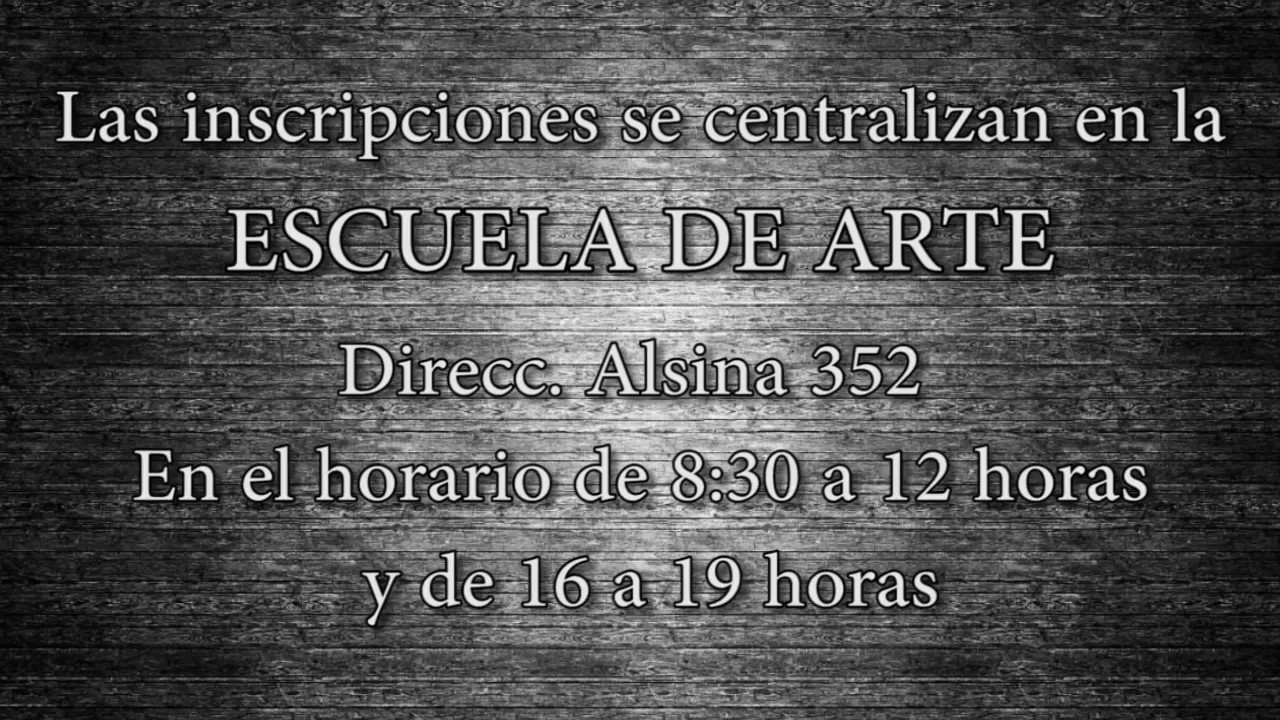 Las inscripciones se centralizan en la
ESCUELA DE ARTE
Direcc. Alsina 352
En el horario de 8:30 a 12 horas
y de 16 a 19 horas